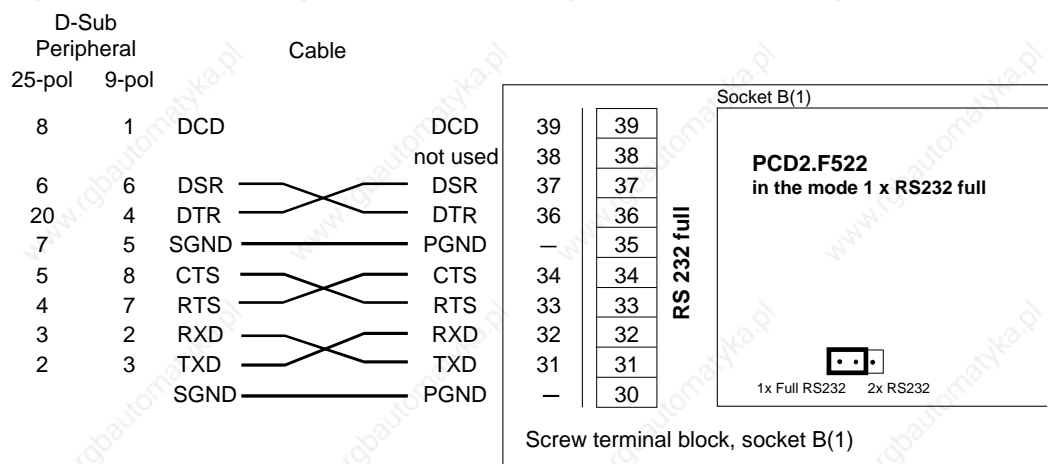 D-Sub
Peripheral Cable
25-pol 9-pol
Socket B(1)
8 1 DCD DCD 39 39
not used 38 38
PCD2.F522
6 6 DSR DSR 37 37
in the mode 1 x RS232 full
20 4 DTR DTR 36 36
7 5 SGND PGND – 35
5 8 CTS CTS 34 34
4 7 RTS RTS 33 33
3 2 RXD RXD 32 32
2 3 TXD TXD 31 31
SGND PGND – 30
RS 232 full
1x Full RS232 2x RS232
Screw terminal block, socket B(1)
www.rgbautomatyka.pl